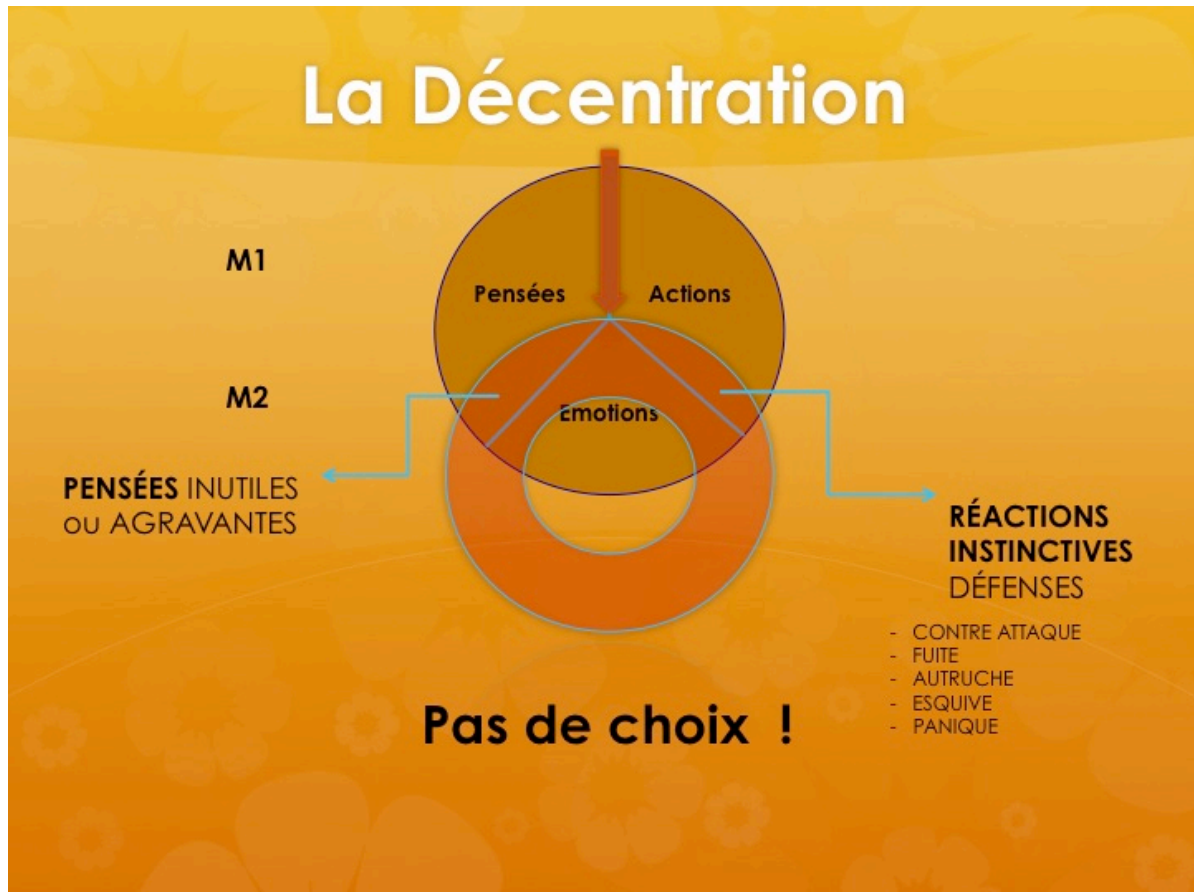 La Décentration
M1
Pensées
Actions
M2
Emotions
PENSÉES INUTILES
ou AGRAVANTES
RÉACTIONS
INSTINCTIVES
DÉFENSES
- CONTRE ATTAQUE
- FUITE
- AUTRUCHE
- ESQUIVE
- PANIQUE
Pas de choix !